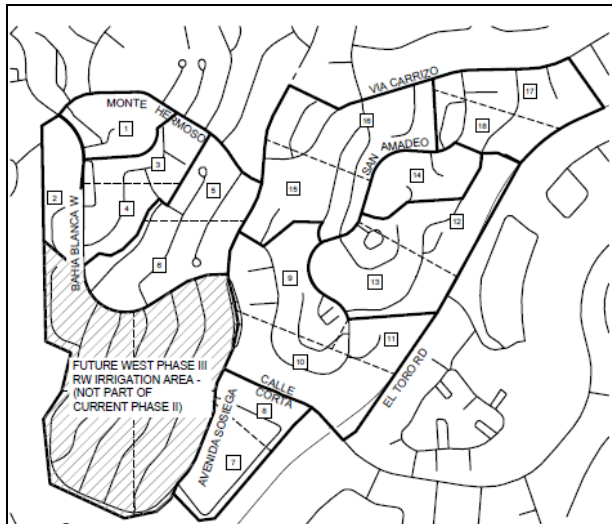 VIA CARRIZO
17
MONTE
HERMOSO
1
16
18
3
SAN
AMADEO
14
2
5
15
4
12
BAHIA BLANCA W
6
9
13
11
10
FUTURE WEST PHASE III
RW IRRIGATION AREA -
(NOT PART OF
CURRENT PHASE II)
CALLE
CORTA
EL TORO RD
AVENIDA SOSIEGA
8
7